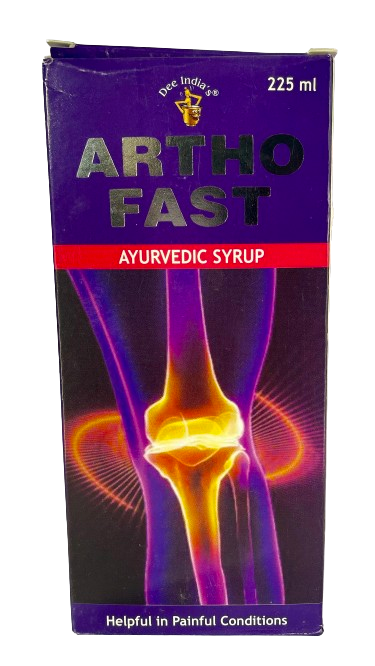 Dee India's®
225 ml
ARTHO
FAST
AYURVEDIC SYRUP
Helpful in Painful Conditions